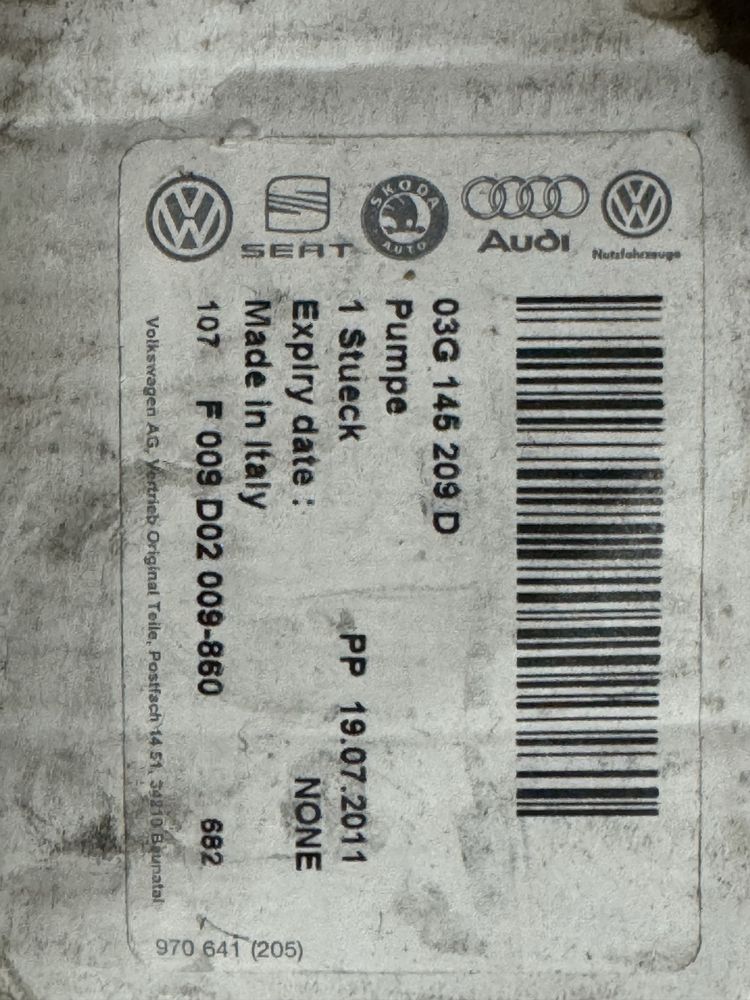 SEAT
SKODA
AUTO
Audi
Nutzfahrzeuge
03G 145 209 D
Pumpe
1 Stueck PP 19.07.2011
Expiry date : NONE
Made in Italy
107 F 009 D02 009-860 682
Volkswagen AG, Vertrieb Original Teile, Postfach 14 51, 34210 Baunatal
970 641 (205)